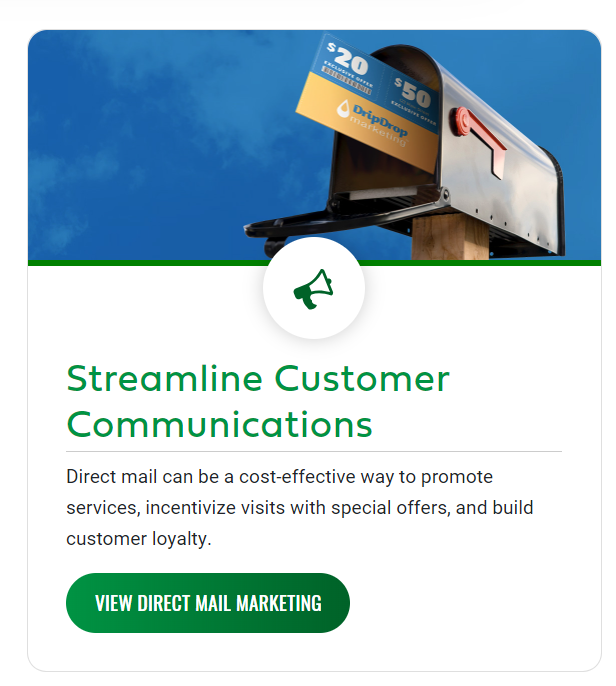 $20
EXCLUSIVE OFFER
$50
EXCLUSIVE OFFER
DripDrop
marketing
Streamline Customer
Communications
Direct mail can be a cost-effective way to promote
services, incentivize visits with special offers, and build
customer loyalty.
VIEW DIRECT MAIL MARKETING